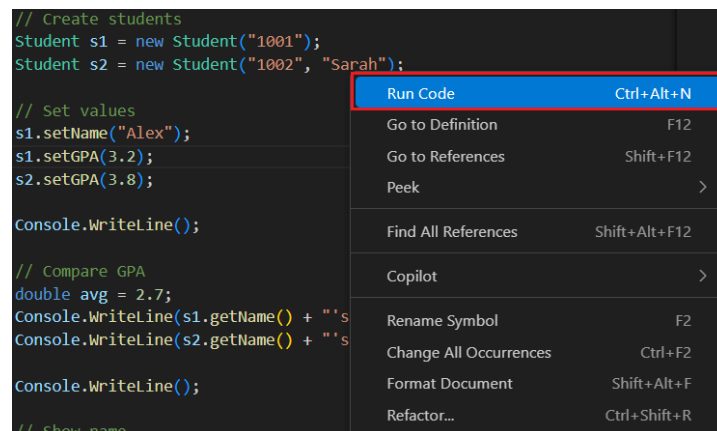 // Create students
Student s1 = new Student("1001");
Student s2 = new Student("1002", "Sarah");
// Set values
s1.setName("Alex");
s1.setGPA(3.2);
s2.setGPA(3.8);
Console.WriteLine();
// Compare GPA
double avg = 2.7;
Console.WriteLine(s1.getName() + "'s
Console.WriteLine(s2.getName() + "'s
Console.WriteLine();
// Show name
Run Code Ctrl+Alt+N
Go to Definition F12
Go to References Shift+F12
Peek
Find All References Shift+Alt+F12
Copilot
Rename Symbol F2
Change All Occurrences Ctrl+F2
Format Document Shift+Alt+F
Refactor... Ctrl+Shift+R